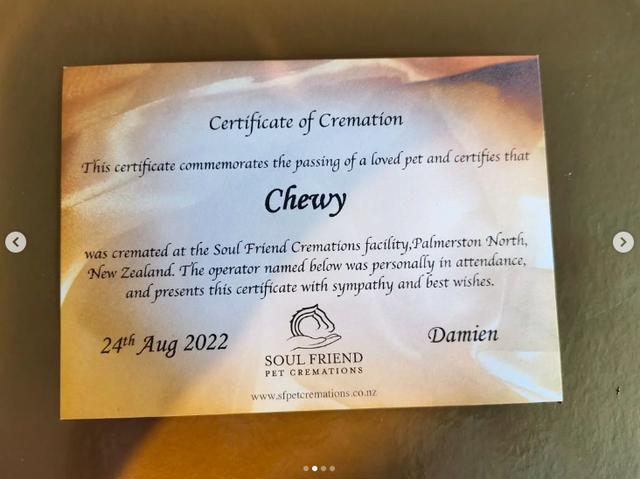 Certificate of Cremation
This certificate commemorates the passing of a loved pet and certifies that
Chewy
was cremated at the Soul Friend Cremations facility,Palmerston North,
New Zealand. The operator named below was personally in attendance,
and presents this certificate with sympathy and best wishes.
24th Aug 2022
Damien
SOUL FRIEND
PET CREMATIONS
www.sfpetcremations.co.nz